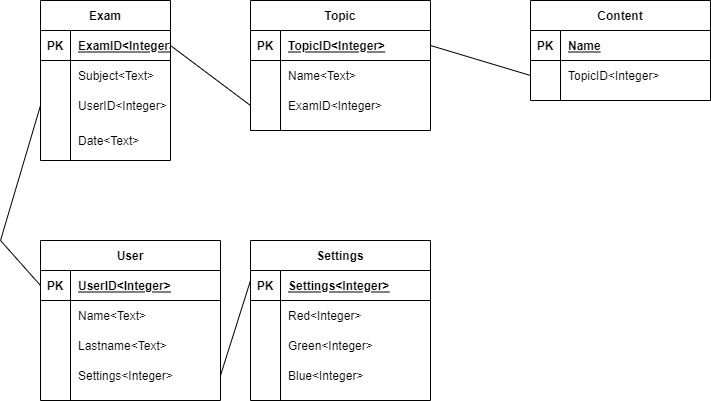 Exam
PK ExamID<Integer
Subject<Text>
UserID<Integer>
Date<Text>
Topic
PK TopicID<Integer>
Name<Text>
ExamID<Integer>
Content
PK Name
TopicID<Integer>
User
PK UserID<Integer>
Name<Text>
Lastname<Text>
Settings<Integer>
Settings
PK Settings<Integer>
Red<Integer>
Green<Integer>
Blue<Integer>